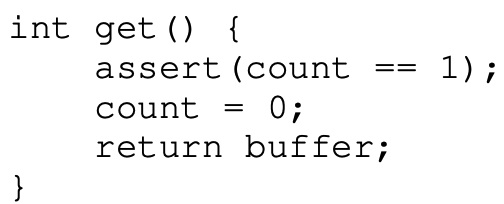 int get() {
    assert(count == 1);
    count = 0;
    return buffer;
}